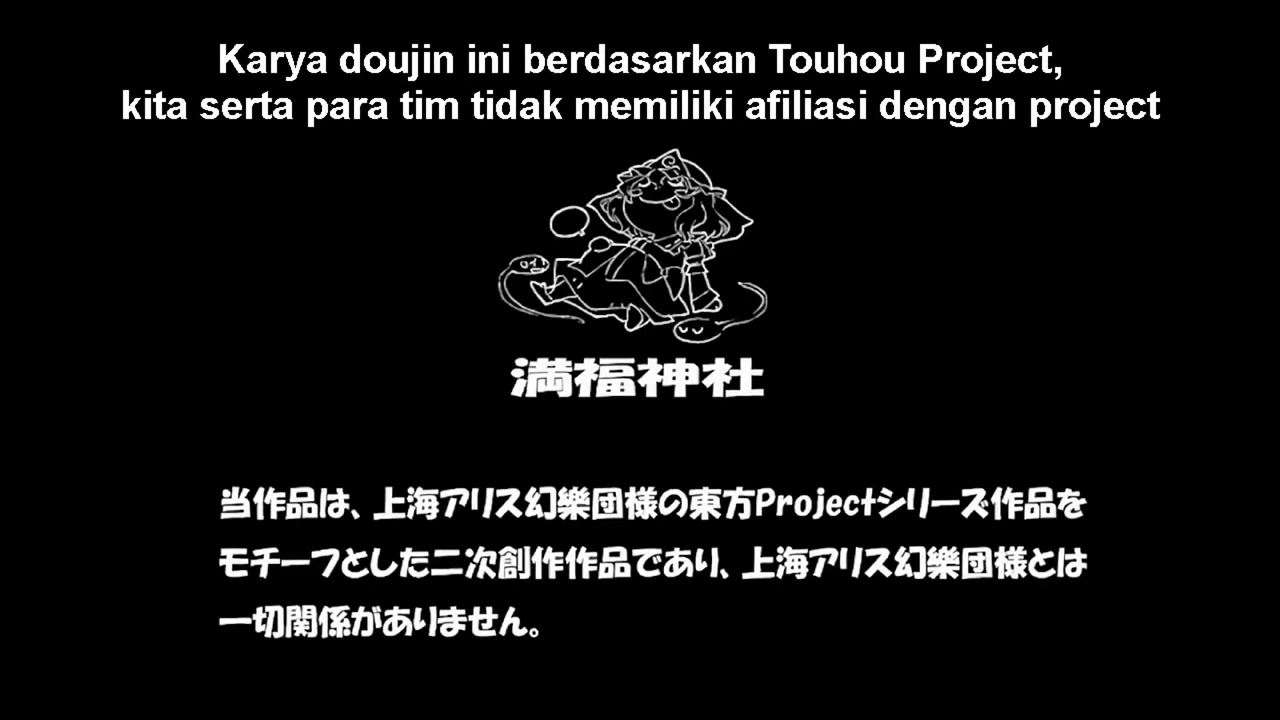 Karya doujin ini berdasarkan Touhou Project,
kita serta para tim tidak memiliki afiliasi dengan project
満福神社
当作品は、上海アリス幻樂団様の東方Projectシリーズ作品を
モチーフとした二次創作作品であり、上海アリス幻樂団様とは
一切関係がありません。